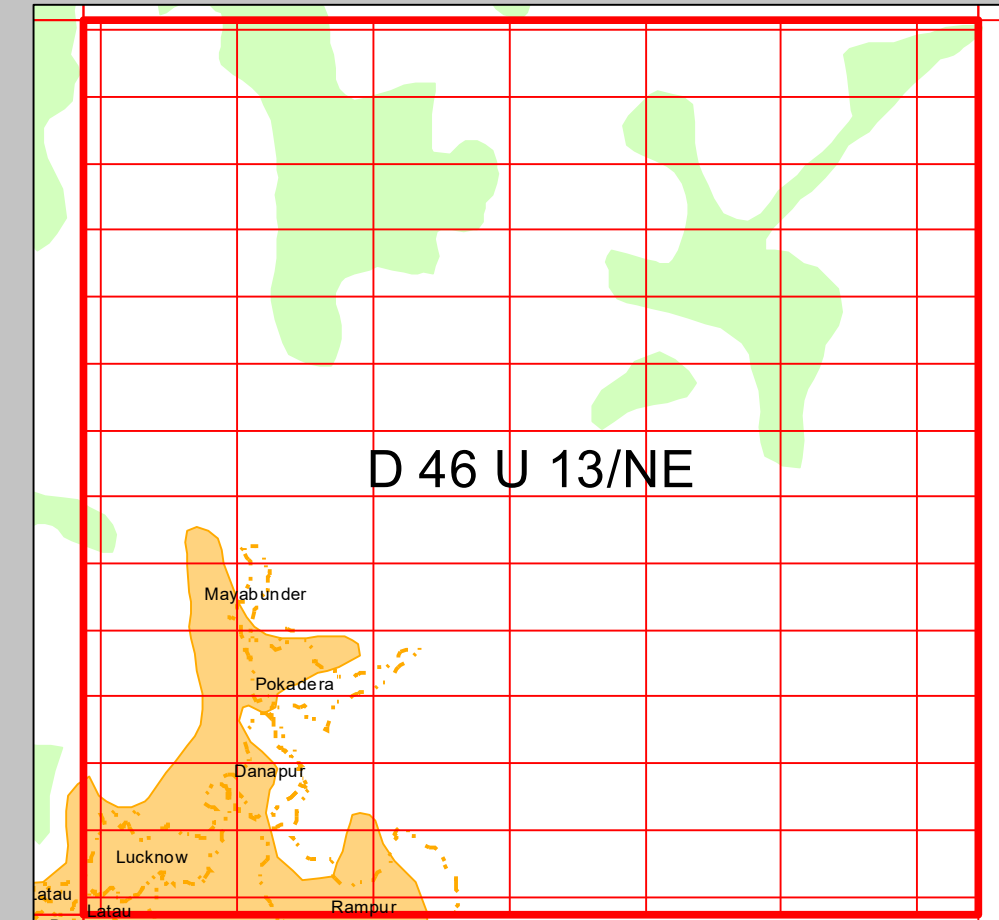 D 46 U 13/NE
Mayabunder
Pokadera
Danapur
Lucknow
Latau
Latau
Rampur